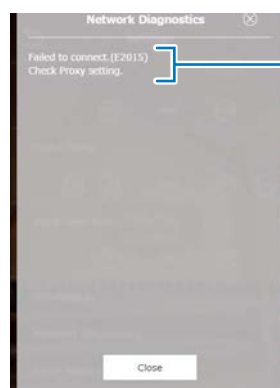 Network Diagnostics
Failed to connect.(E2015)
Check Proxy setting.
Close